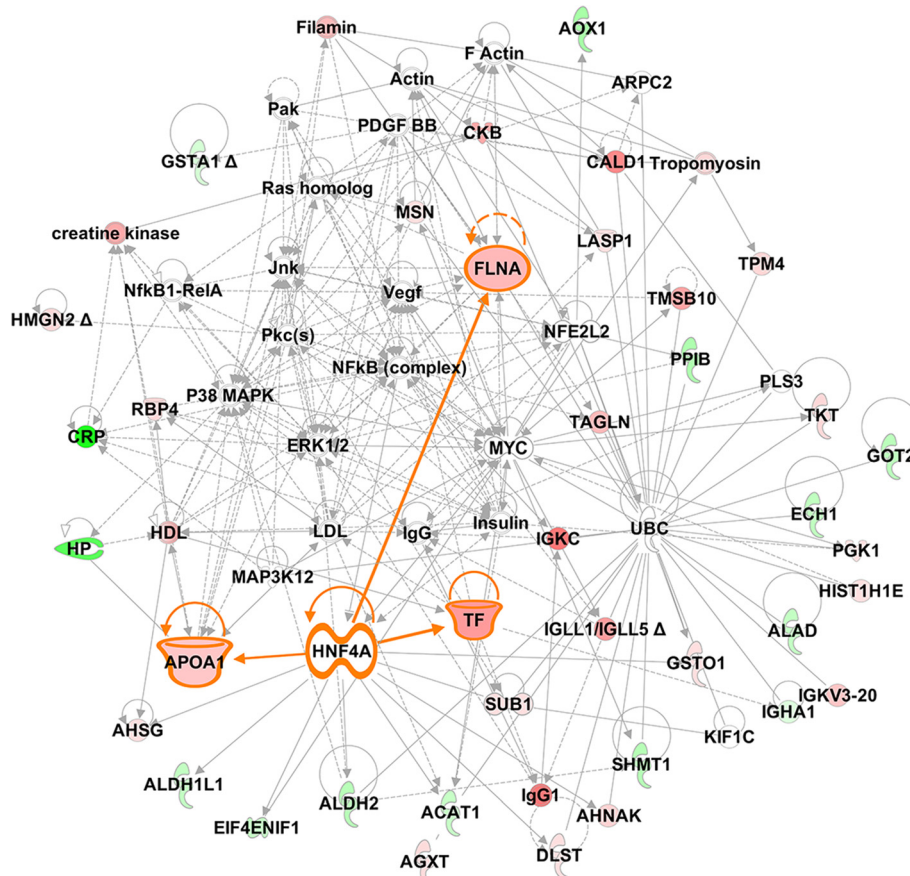 Filamin
AOX1
F Actin
Actin
ARPC2
Pak
PDGF BB
CKB
GSTA1 Δ
CALD1
Tropomyosin
Ras homolog
MSN
creatine kinase
LASP1
FLNA
TPM4
Jnk
NfkB1-RelA
Vegf
TMSB10
HMGN2 Δ
Pkc(s)
NFE2L2
PPIB
NFkB (complex)
PLS3
P38 MAPK
RBP4
TKT
TAGLN
CRP
ERK1/2
MYC
GOT2
ECH1
HDL
LDL
IgG
Insulin
UBC
IGKC
HP
PGK1
MAP3K12
HIST1H1E
TF
IGLL1/IGLL5 Δ
ALAD
HNF4A
APOA1
GSTO1
IGKV3-20
SUB1
IGHA1
AHSG
KIF1C
SHMT1
ALDH1L1
IgG1
ALDH2
ACAT1
AHNAK
EIF4ENIF1
AGXT
DLST